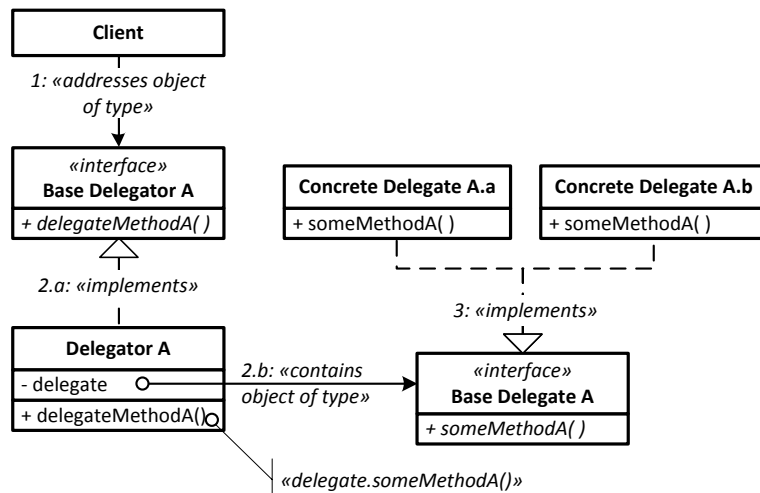 Client
1: «addresses object
of type»
«interface»
Base Delegator A
+ delegateMethodA( )
Concrete Delegate A.a
+ someMethodA( )
Concrete Delegate A.b
+ someMethodA( )
2.a: «implements»
3: «implements»
Delegator A
- delegate
+ delegateMethodA()
2.b: «contains
object of type»
«interface»
Base Delegate A
+ someMethodA( )
«delegate.someMethodA()»